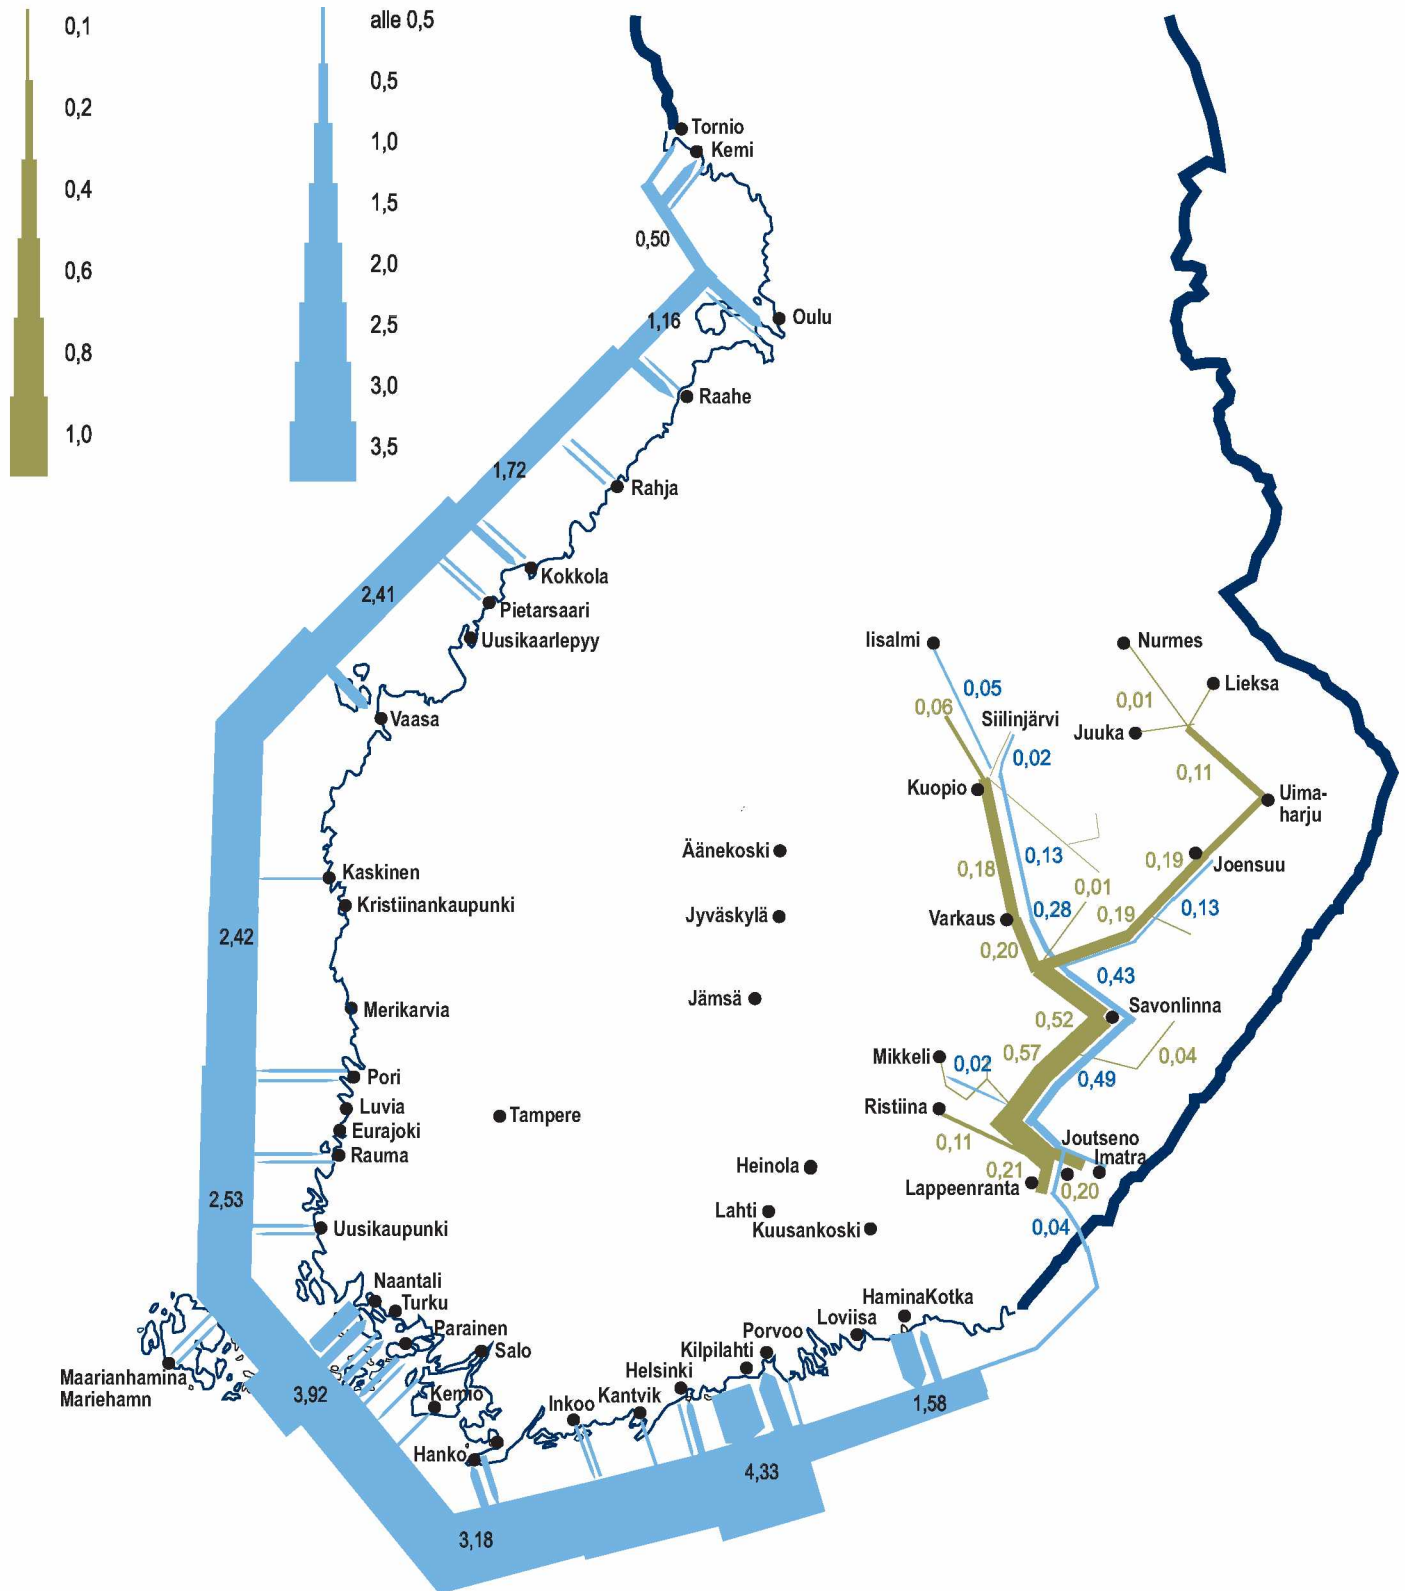 0,1
0,2
0,4
0,6
0,8
1,0
alle 0,5
0,5
1,0
1,5
2,0
2,5
3,0
3,5
Tornio
Kemi
0,50
Oulu
1,16
Raahe
1,72
Rahja
Kokkola
2,41
Pietarsaari
Uusikaarlepyy
Vaasa
Iisalmi
Nurmes
Lieksa
0,05
0,01
0,06
Siilinjärvi
Juuka
0,02
0,11
Kuopio
Uima-
harju
Äänekoski
0,13
0,19
Joensuu
0,18
Kaskinen
0,01
Kristiinankaupunki
Jyväskylä
Varkaus
0,28
0,19
0,13
2,42
0,20
0,43
Jämsä
Merikarvia
Savonlinna
0,52
Mikkeli
0,57
0,04
0,02
0,49
Pori
Ristiina
Luvia
Tampere
Eurajoki
0,11
Joutseno
Rauma
Imatra
Heinola
0,21
Lappeenranta
0,20
2,53
Lahti
Uusikaupunki
Kuusankoski
0,04
Naantali
Turku
HaminaKotka
Loviisa
Parainen
Porvoo
Salo
Kilpilahti
Maarianhamina
Mariehamn
Helsinki
3,92
Kemiö
Kantvik
Inkoo
1,58
Hanko
4,33
3,18